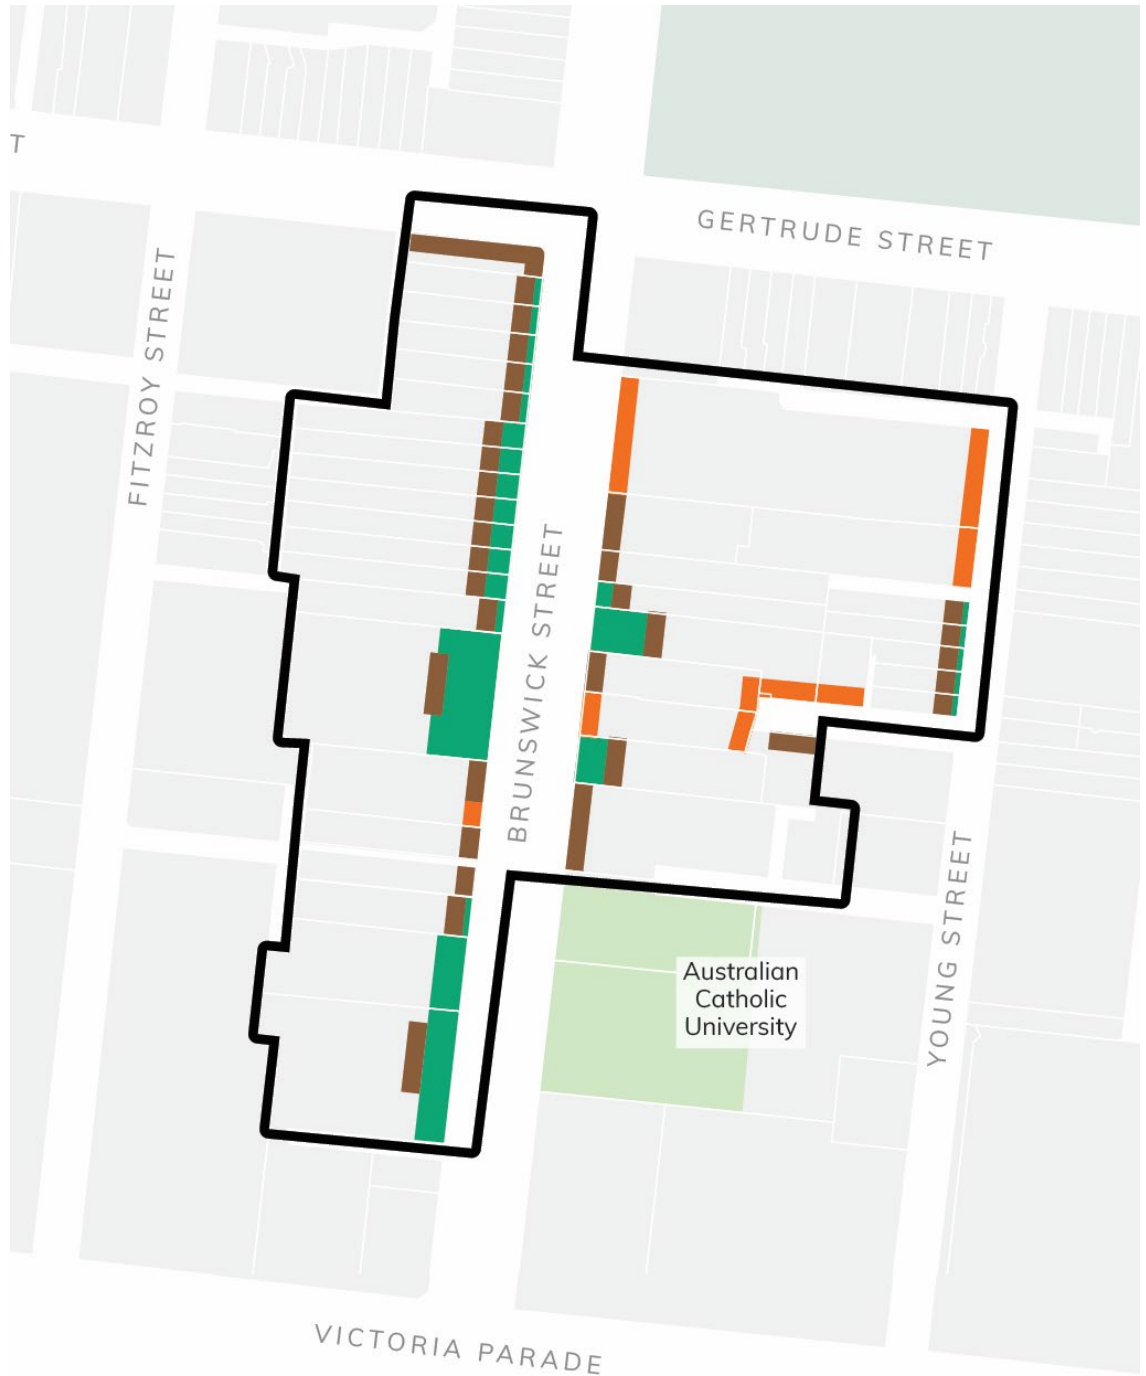 T
GERTRUDE STREET
FITZROY STREET
BRUNSWICK STREET
YOUNG STREET
Australian
Catholic
University
VICTORIA PARADE